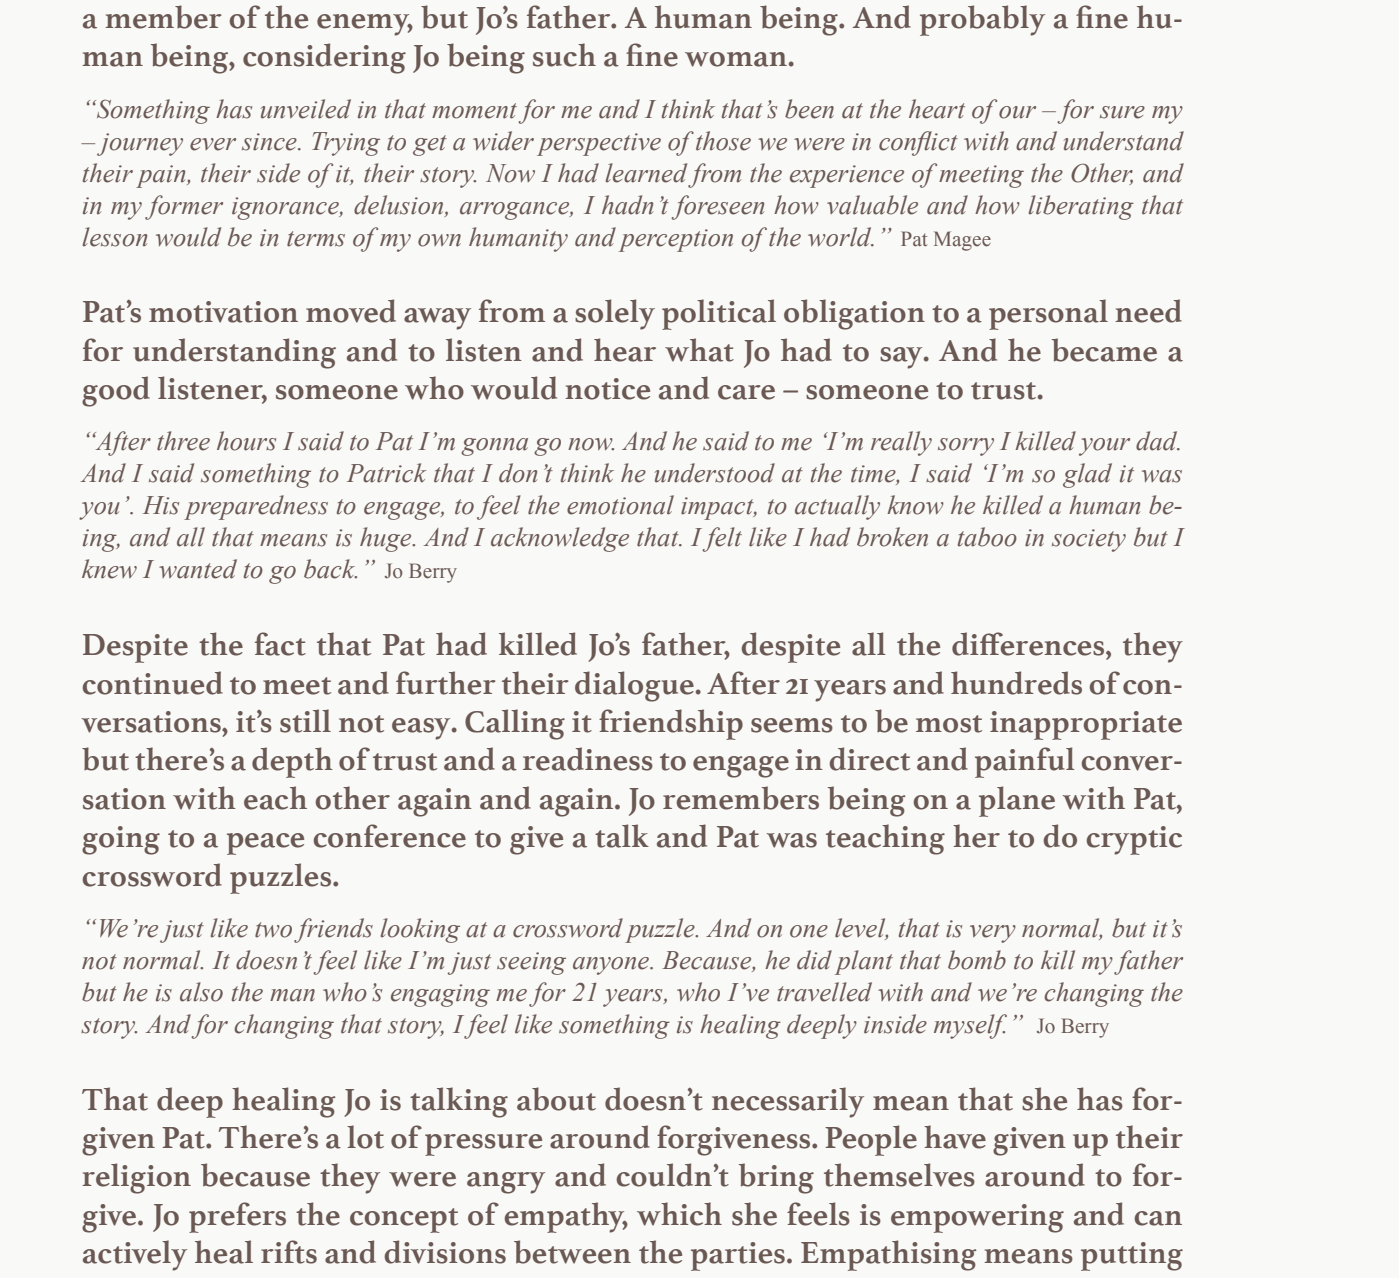 a member of the enemy, but Jo’s father. A human being. And probably a fine hu-
man being, considering Jo being such a fine woman.
“Something has unveiled in that moment for me and I think that’s been at the heart of our – for sure my
– journey ever since. Trying to get a wider perspective of those we were in conflict with and understand
their pain, their side of it, their story. Now I had learned from the experience of meeting the Other, and
in my former ignorance, delusion, arrogance, I hadn’t foreseen how valuable and how liberating that
lesson would be in terms of my own humanity and perception of the world.” Pat Magee
Pat’s motivation moved away from a solely political obligation to a personal need
for understanding and to listen and hear what Jo had to say. And he became a
good listener, someone who would notice and care – someone to trust.
“After three hours I said to Pat I’m gonna go now. And he said to me ‘I’m really sorry I killed your dad.
And I said something to Patrick that I don’t think he understood at the time, I said ‘I’m so glad it was
you’. His preparedness to engage, to feel the emotional impact, to actually know he killed a human be-
ing, and all that means is huge. And I acknowledge that. I felt like I had broken a taboo in society but I
knew I wanted to go back.” Jo Berry
Despite the fact that Pat had killed Jo’s father, despite all the differences, they
continued to meet and further their dialogue. After 21 years and hundreds of con-
versations, it’s still not easy. Calling it friendship seems to be most inappropriate
but there’s a depth of trust and a readiness to engage in direct and painful conver-
sation with each other again and again. Jo remembers being on a plane with Pat,
going to a peace conference to give a talk and Pat was teaching her to do cryptic
crossword puzzles.
“We’re just like two friends looking at a crossword puzzle. And on one level, that is very normal, but it’s
not normal. It doesn’t feel like I’m just seeing anyone. Because, he did plant that bomb to kill my father
but he is also the man who’s engaging me for 21 years, who I’ve travelled with and we’re changing the
story. And for changing that story, I feel like something is healing deeply inside myself.” Jo Berry
That deep healing Jo is talking about doesn’t necessarily mean that she has for-
given Pat. There’s a lot of pressure around forgiveness. People have given up their
religion because they were angry and couldn’t bring themselves around to for-
give. Jo prefers the concept of empathy, which she feels is empowering and can
actively heal rifts and divisions between the parties. Empathising means putting